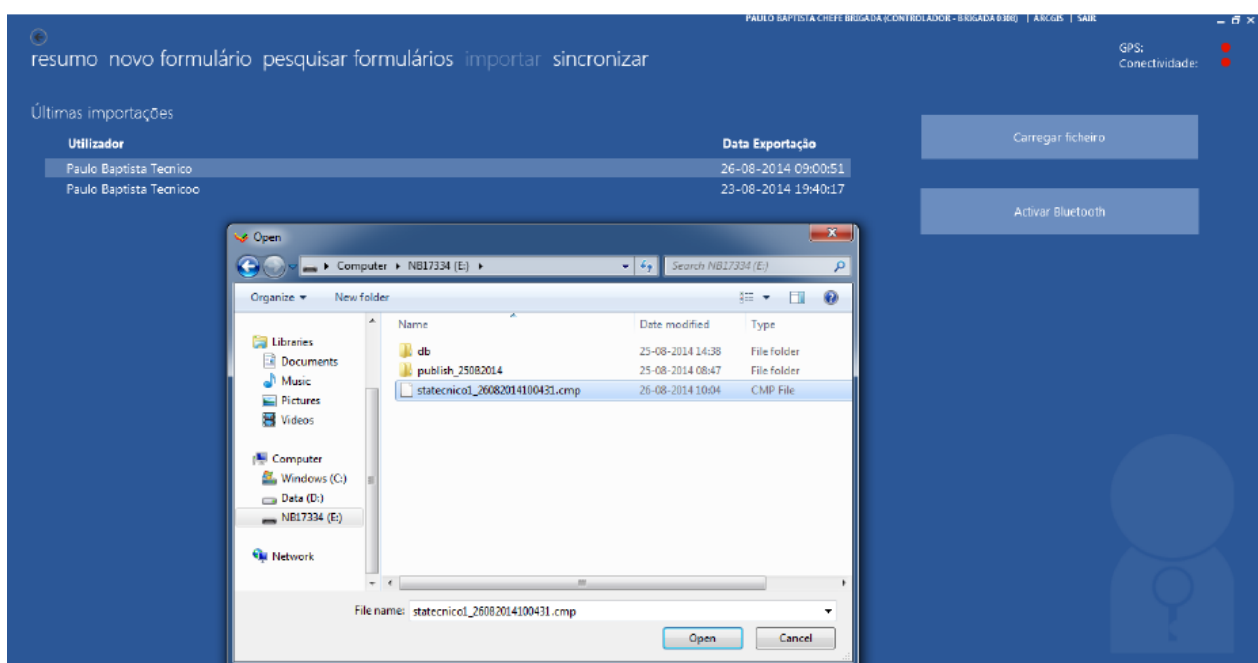 PAULO BAPTISTA-CHEFE BRIGADA (CONTROLADOR - BRIGADA 0308) | ARCGIS | SAIR
resumo novo formulário pesquisar formulários importar sincronizar
GPS:
Conectividade:
Últimas importações
Utilizador Data Exportação
Paulo Baptista Tecnico 26-08-2014 09:00:51
Paulo Baptista Tecnicoo 23-08-2014 19:40:17
Carregar ficheiro
Activar Bluetooth
Open
Computer NB17334 (E:)
Search NB17334 (E:)
Organize New folder
Name Date modified Type
db 25-08-2014 14:38 File folder
publish_25082014 25-08-2014 08:47 File folder
statecnico1_26082014100431.cmp 26-08-2014 10:04 CMP File
Libraries
Documents
Music
Pictures
Videos
Computer
Windows (C:)
Data (D:)
NB17334 (E:)
Network
File name: statecnico1_26082014100431.cmp
Open Cancel